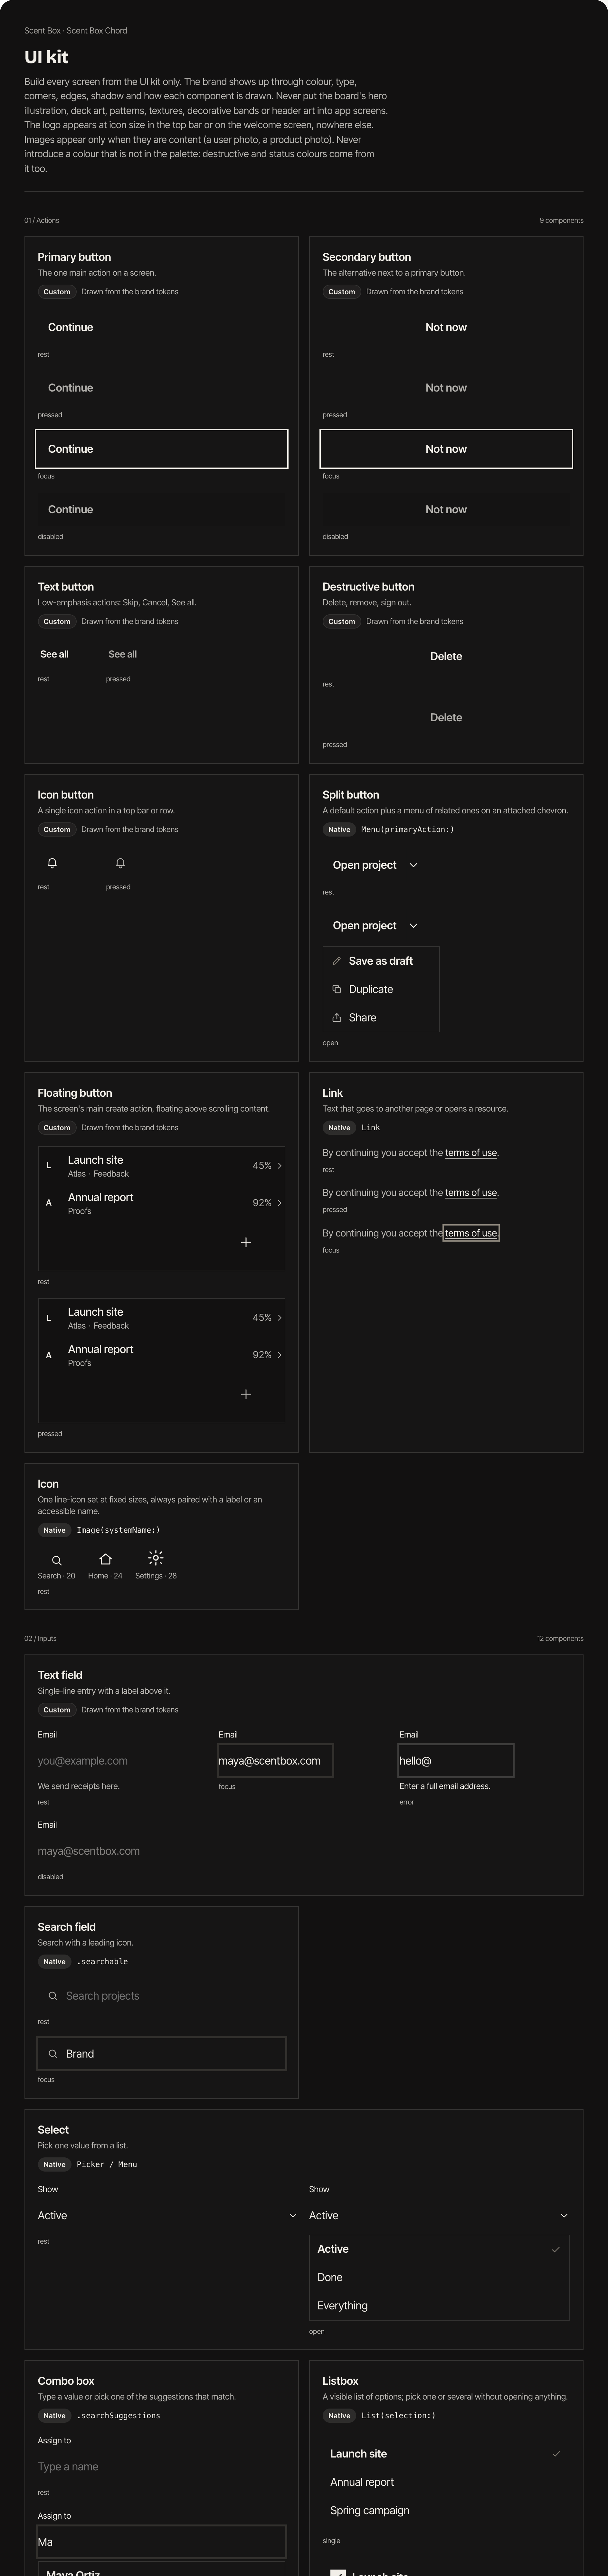 Scent Box · Scent Box Chord
UI kit
Build every screen from the UI kit only. The brand shows up through colour, type,
corners, edges, shadow and how each component is drawn. Never put the board's hero
illustration, deck art, patterns, textures, decorative bands or header art into app screens.
The logo appears at icon size in the top bar or on the welcome screen, nowhere else.
Images appear only when they are content (a user photo, a product photo). Never
introduce a colour that is not in the palette: destructive and status colours come from
it too.
01 / Actions
9 components
Primary button
The one main action on a screen.
Custom Drawn from the brand tokens
Continue
rest
Continue
pressed
Continue
focus
Continue
disabled
Secondary button
The alternative next to a primary button.
Custom Drawn from the brand tokens
Not now
rest
Not now
pressed
Not now
focus
Not now
disabled
Text button
Low-emphasis actions: Skip, Cancel, See all.
Custom Drawn from the brand tokens
See all See all
rest pressed
Destructive button
Delete, remove, sign out.
Custom Drawn from the brand tokens
Delete
rest
Delete
pressed
Icon button
A single icon action in a top bar or row.
Custom Drawn from the brand tokens
rest pressed
Split button
A default action plus a menu of related ones on an attached chevron.
Native Menu(primaryAction:)
Open project
rest
Open project
Save as draft
Duplicate
Share
open
Floating button
The screen's main create action, floating above scrolling content.
Custom Drawn from the brand tokens
L Launch site 45%
Atlas · Feedback
A Annual report 92%
Proofs
rest
L Launch site 45%
Atlas · Feedback
A Annual report 92%
Proofs
pressed
Link
Text that goes to another page or opens a resource.
Native Link
By continuing you accept the terms of use.
rest
By continuing you accept the terms of use.
pressed
By continuing you accept the terms of use.
focus
Icon
One line-icon set at fixed sizes, always paired with a label or an
accessible name.
Native Image(systemName:)
Search · 20 Home · 24 Settings · 28
rest
02 / Inputs
12 components
Text field
Single-line entry with a label above it.
Custom Drawn from the brand tokens
Email
you@example.com
We send receipts here.
rest
Email
maya@scentbox.com
focus
Email
hello@
Enter a full email address.
error
Email
maya@scentbox.com
disabled
Search field
Search with a leading icon.
Native .searchable
Search projects
rest
Brand
focus
Select
Pick one value from a list.
Native Picker / Menu
Show
Active
rest
Show
Active
Active
Done
Everything
open
Combo box
Type a value or pick one of the suggestions that match.
Native .searchSuggestions
Assign to
Type a name
rest
Assign to
Ma
Listbox
A visible list of options; pick one or several without opening anything.
Native List(selection:)
Launch site
Annual report
Spring campaign
single